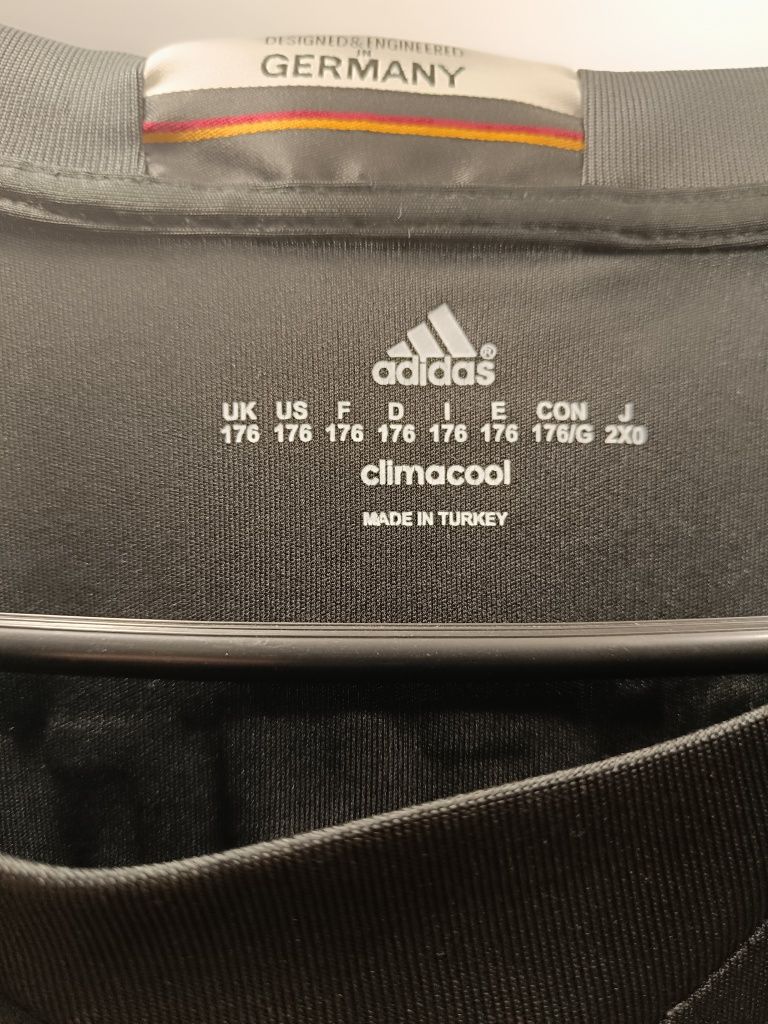 DESIGNED & ENGINEERED
IN
GERMANY
adidas®
UK US F D I E CON J
176 176 176 176 176 176 176/G 2XO
climacool
MADE IN TURKEY